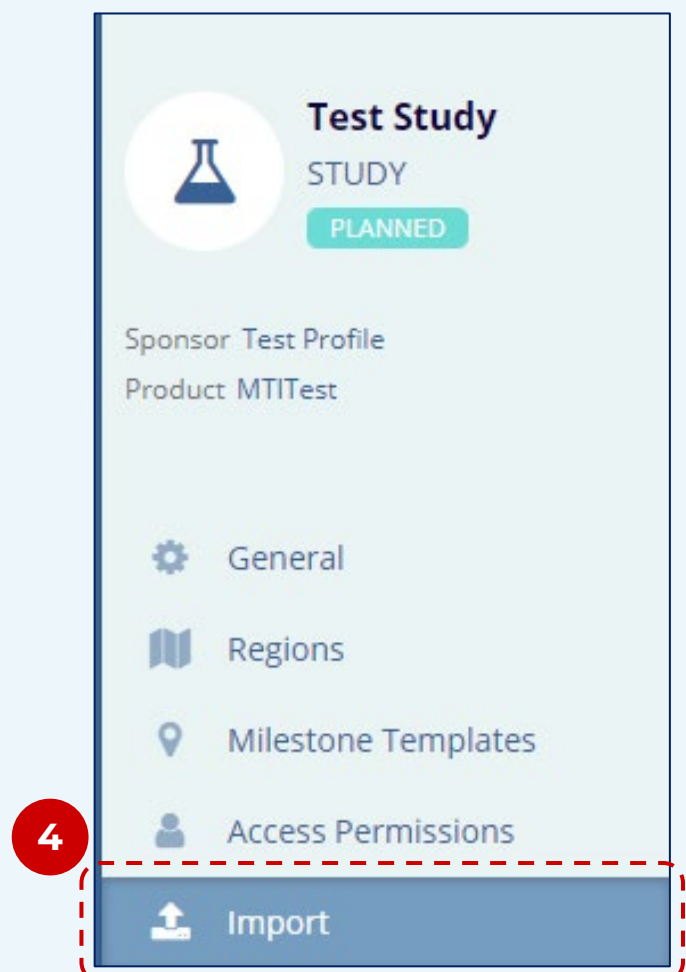 Test Study
STUDY
PLANNED
Sponsor Test Profile
Product MTITest
General
Regions
Milestone Templates
Access Permissions
4
Import